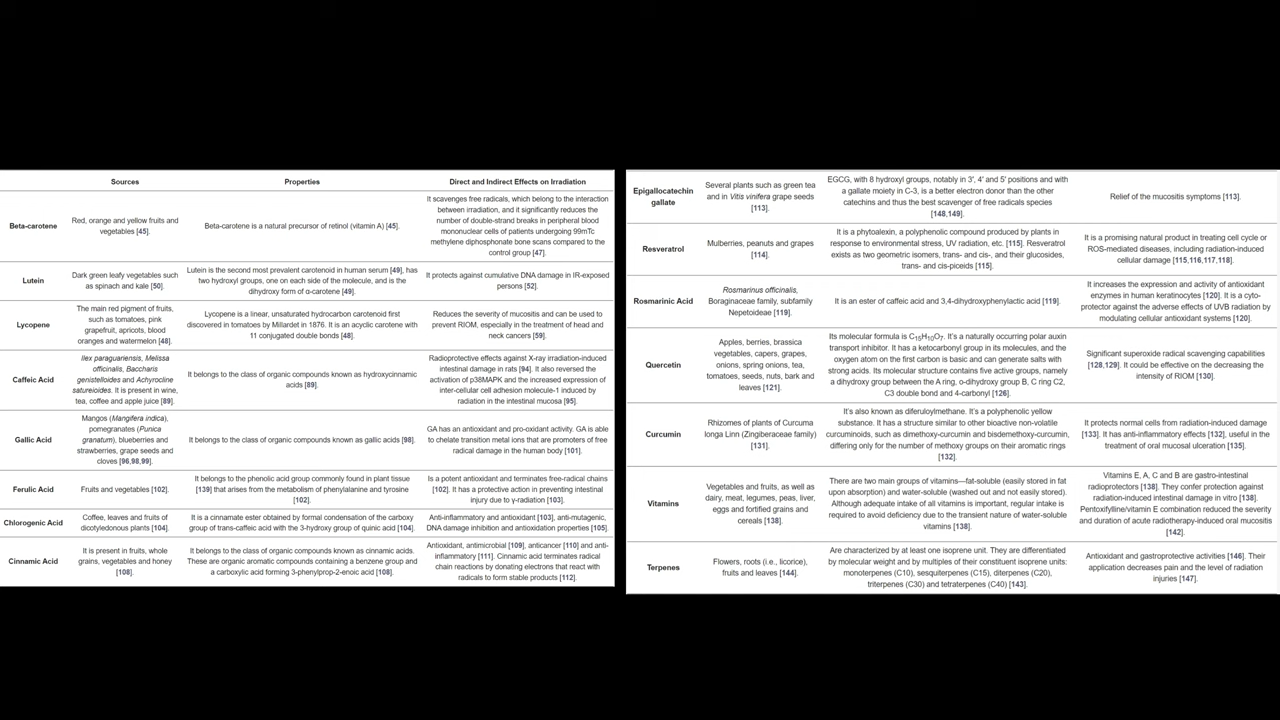 Sources Properties Direct and Indirect Effects on Irradiation
Beta-carotene
Red, orange and yellow fruits and
vegetables [45].
Beta-carotene is a natural precursor of retinol (vitamin A) [45].
It scavenges free radicals, which belong to the interaction
between irradiation, and it significantly reduces the
number of double-strand breaks in peripheral blood
mononuclear cells of patients undergoing 99mTc
methylene diphosphonate bone scans compared to the
control group [47].
Lutein
Dark green leafy vegetables such
as spinach and kale [50].
Lutein is the second most prevalent carotenoid in human serum [49], has
two hydroxyl groups, one on each side of the molecule, and is the
dihydroxy form of α-carotene [49].
It protects against cumulative DNA damage in IR-exposed
persons [52].
Lycopene
The main red pigment of fruits,
such as tomatoes, pink
grapefruit, apricots, blood
oranges and watermelon [48].
Lycopene is a linear, unsaturated hydrocarbon carotenoid first
discovered in tomatoes by Millardet in 1876. It is an acyclic carotene with
11 conjugated double bonds [48].
Reduces the severity of mucositis and can be used to
prevent RIOM, especially in the treatment of head and
neck cancers [59].
Caffeic Acid
Ilex paraguariensis, Melissa
officinalis, Baccharis
genistelloides and Achyrocline
satureioides. It is present in wine,
tea, coffee and apple juice [89].
It belongs to the class of organic compounds known as hydroxycinnamic
acids [89].
Radioprotective effects against X-ray irradiation-induced
intestinal damage in rats [94]. It also reversed the
activation of p38MAPK and the increased expression of
inter-cellular cell adhesion molecule-1 induced by
radiation in the intestinal mucosa [95].
Gallic Acid
Mangos (Mangifera indica),
pomegranates (Punica
granatum), blueberries and
strawberries, grape seeds and
cloves [96,98,99].
It belongs to the class of organic compounds known as gallic acids [98].
GA has an antioxidant and pro-oxidant activity. GA is able
to chelate transition metal ions that are promoters of free
radical damage in the human body [101].
Ferulic Acid
Fruits and vegetables [102].
It belongs to the phenolic acid group commonly found in plant tissue
[139] that arises from the metabolism of phenylalanine and tyrosine
[102].
Is a potent antioxidant and terminates free-radical chains
[102]. It has a protective action in preventing intestinal
injury due to γ-radiation [103].
Chlorogenic Acid
Coffee, leaves and fruits of
dicotyledonous plants [104].
It is a cinnamate ester obtained by formal condensation of the carboxy
group of trans-caffeic acid with the 3-hydroxy group of quinic acid [104].
Anti-inflammatory and antioxidant [103], anti-mutagenic,
DNA damage inhibition and antioxidation properties [105].
Cinnamic Acid
It is present in fruits, whole
grains, vegetables and honey
[108].
It belongs to the class of organic compounds known as cinnamic acids.
These are organic aromatic compounds containing a benzene group and
a carboxylic acid forming 3-phenylprop-2-enoic acid [108].
Antioxidant, antimicrobial [109], anticancer [110] and anti-
inflammatory [111]. Cinnamic acid terminates radical
chain reactions by donating electrons that react with
radicals to form stable products [112].
Epigallocatechin
gallate
Several plants such as green tea
and in Vitis vinifera grape seeds
[113].
EGCG, with 8 hydroxyl groups, notably in 3′, 4′ and 5′ positions and with
a gallate moiety in C-3, is a better electron donor than the other
catechins and thus the best scavenger of free radicals species
[148,149].
Relief of the mucositis symptoms [113].
Resveratrol
Mulberries, peanuts and grapes
[114].
It is a phytoalexin, a polyphenolic compound produced by plants in
response to environmental stress, UV radiation, etc. [115]. Resveratrol
exists as two geometric isomers, trans- and cis-, and their glucosides,
trans- and cis-piceids [115].
It is a promising natural product in treating cell cycle or
ROS-mediated diseases, including radiation-induced
cellular damage [115,116,117,118].
Rosmarinic Acid
Rosmarinus officinalis,
Boraginaceae family, subfamily
Nepetoideae [119].
It is an ester of caffeic acid and 3,4-dihydroxyphenylactic acid [119].
It increases the expression and activity of antioxidant
enzymes in human keratinocytes [120]. It is a cyto-
protector against the adverse effects of UVB radiation by
modulating cellular antioxidant systems [120].
Quercetin
Apples, berries, brassica
vegetables, capers, grapes,
onions, spring onions, tea,
tomatoes, seeds, nuts, bark and
leaves [121].
Its molecular formula is C₁₅H₁₀O₇. It's a naturally occurring polar auxin
transport inhibitor. It has a ketocarbonyl group in its molecules, and the
oxygen atom on the first carbon is basic and can generate salts with
strong acids. Its molecular structure contains five active groups, namely
a dihydroxy group between the A ring, o-dihydroxy group B, C ring C2,
C3 double bond and 4-carbonyl [126].
Significant superoxide radical scavenging capabilities
[128,129]. It could be effective on the decreasing the
intensity of RIOM [130].
Curcumin
Rhizomes of plants of Curcuma
longa Linn (Zingiberaceae family)
[131].
It's also known as diferuloylmethane. It's a polyphenolic yellow
substance. It has a structure similar to other bioactive non-volatile
curcuminoids, such as dimethoxy-curcumin and bisdemethoxy-curcumin,
differing only for the number of methoxy groups on their aromatic rings
[132].
It protects normal cells from radiation-induced damage
[133]. It has anti-inflammatory effects [132], useful in the
treatment of oral mucosal ulceration [135].
Vitamins
Vegetables and fruits, as well as
dairy, meat, legumes, peas, liver,
eggs and fortified grains and
cereals [138].
There are two main groups of vitamins—fat-soluble (easily stored in fat
upon absorption) and water-soluble (washed out and not easily stored).
Although adequate intake of all vitamins is important, regular intake is
required to avoid deficiency due to the transient nature of water-soluble
vitamins [138].
Vitamins E, A, C and B are gastro-intestinal
radioprotectors [138]. They confer protection against
radiation-induced intestinal damage in vitro [138].
Pentoxifylline/vitamin E combination reduced the severity
and duration of acute radiotherapy-induced oral mucositis
[142].
Terpenes
Flowers, roots (i.e., licorice),
fruits and leaves [144].
Are characterized by at least one isoprene unit. They are differentiated
by molecular weight and by multiples of their constituent isoprene units:
monoterpenes (C10), sesquiterpenes (C15), diterpenes (C20),
triterpenes (C30) and tetraterpenes (C40) [143].
Antioxidant and gastroprotective activities [146]. Their
application decreases pain and the level of radiation
injuries [147].